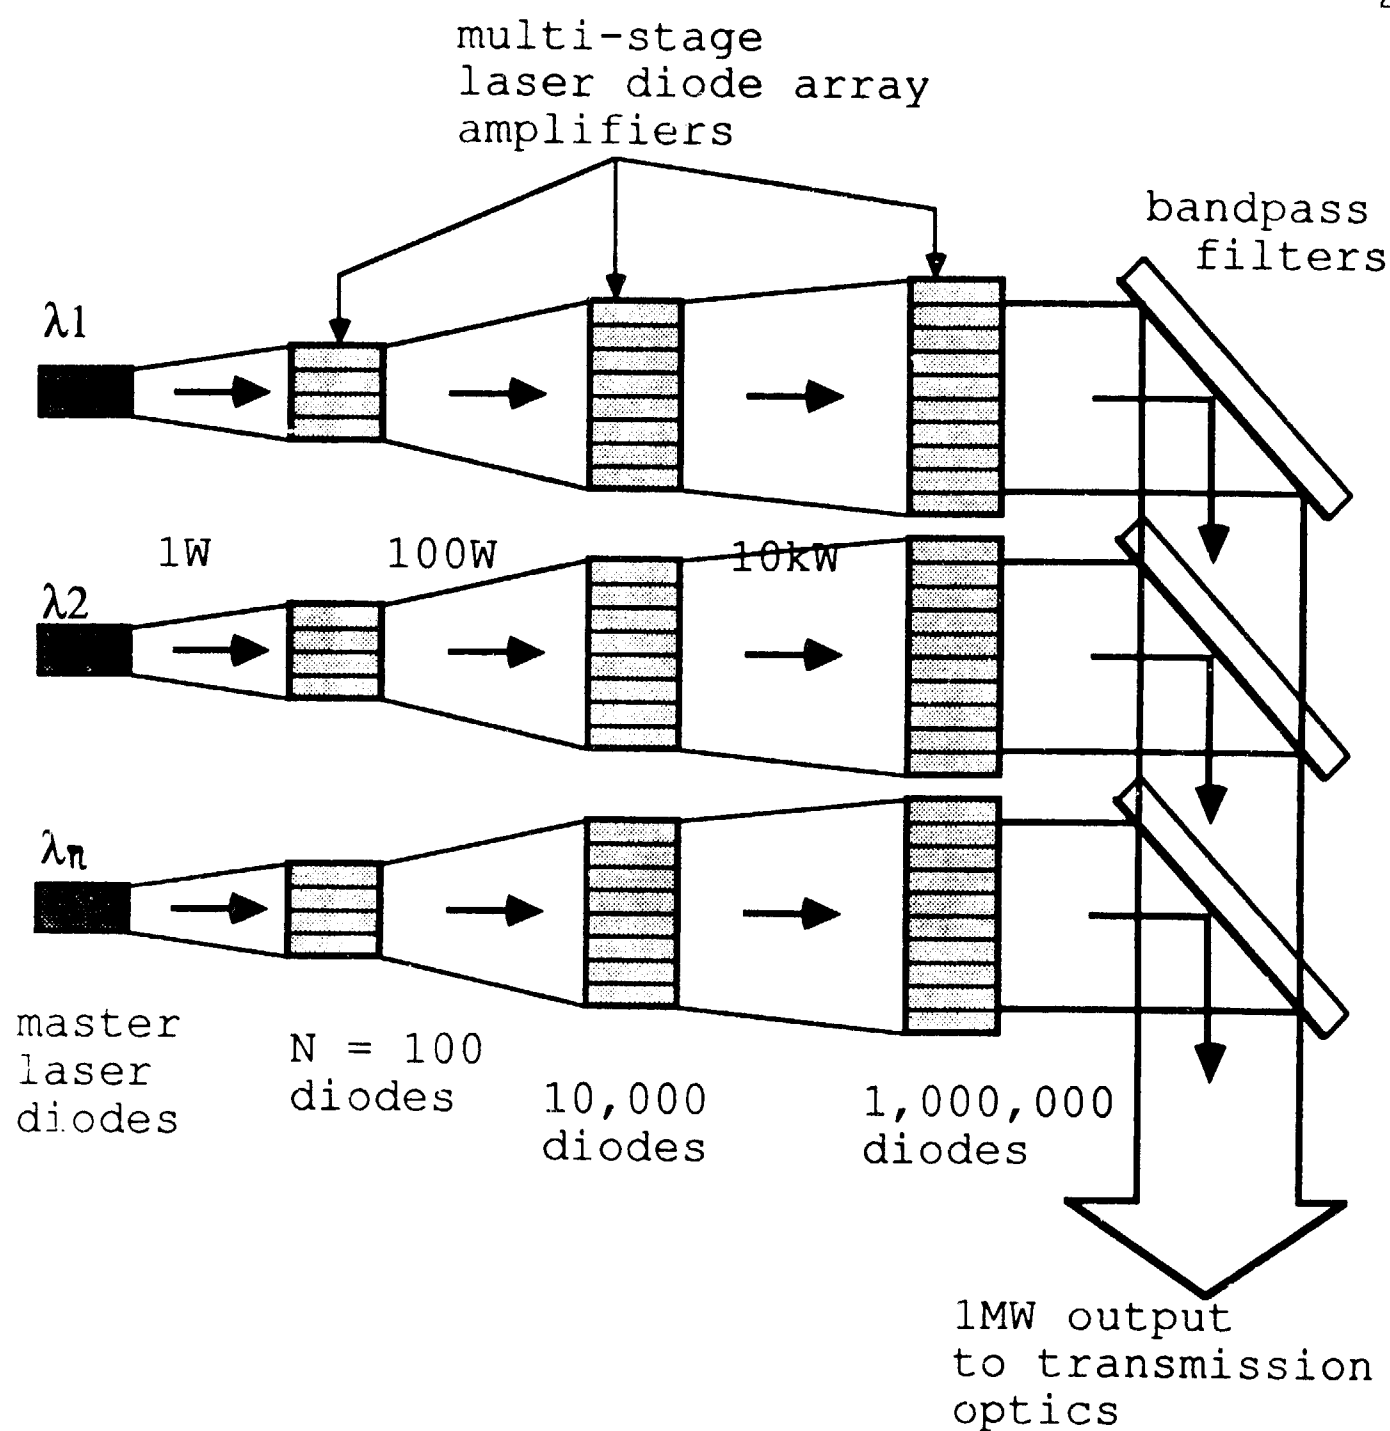 multi-stage
laser diode array
amplifiers
bandpass
filters
λ1
1W 100W 10kW
λ2
λn
master
laser
diodes
N = 100
diodes
10,000
diodes
1,000,000
diodes
1MW output
to transmission
optics